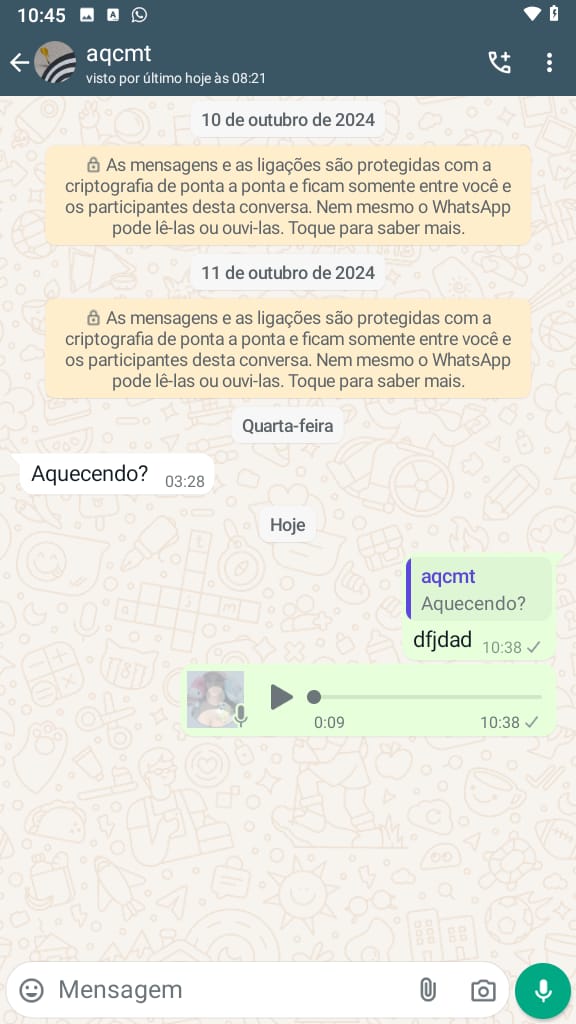 10:45
aqcmt
visto por último hoje às 08:21
10 de outubro de 2024
As mensagens e as ligações são protegidas com a
criptografia de ponta a ponta e ficam somente entre você e
os participantes desta conversa. Nem mesmo o WhatsApp
pode lê-las ou ouvi-las. Toque para saber mais.
11 de outubro de 2024
As mensagens e as ligações são protegidas com a
criptografia de ponta a ponta e ficam somente entre você e
os participantes desta conversa. Nem mesmo o WhatsApp
pode lê-las ou ouvi-las. Toque para saber mais.
Quarta-feira
Aquecendo? 03:28
Hoje
aqcmt
Aquecendo?
dfjdad 10:38
0:09 10:38
Mensagem